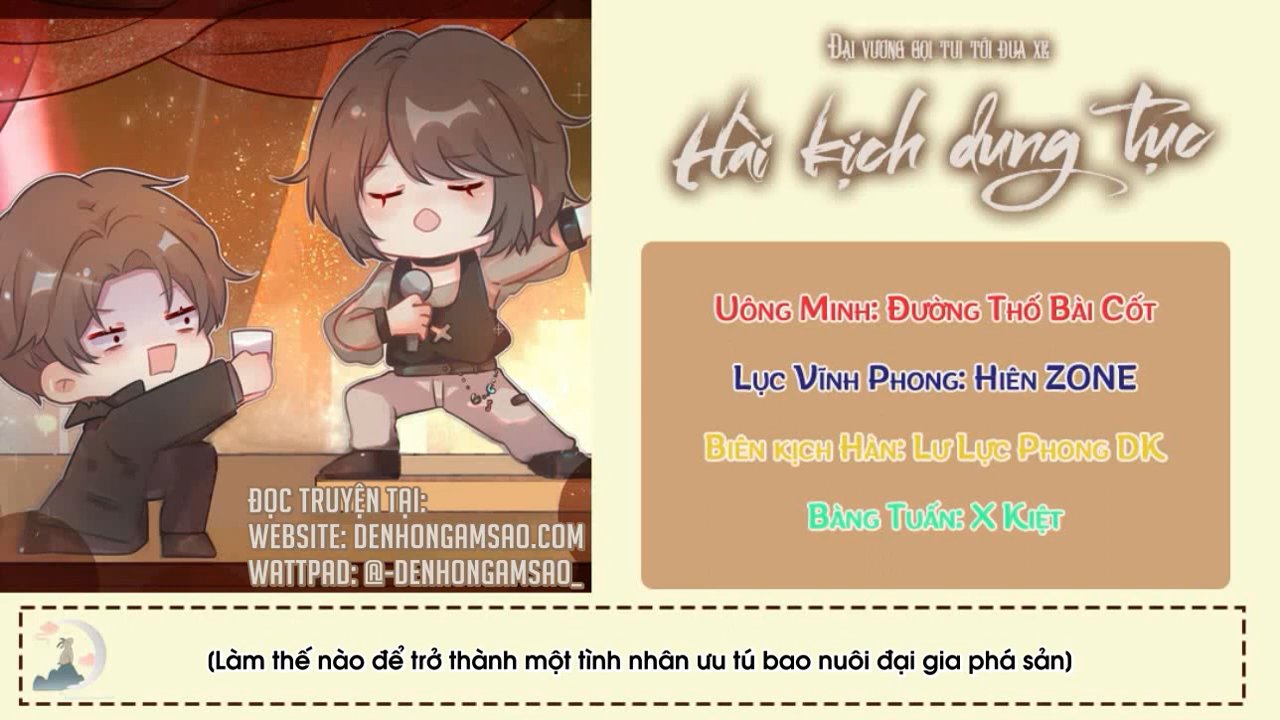 Đại vương gọi tui tới đua xe
Hài kịch dung tục
Uông Minh: Đường Thố Bài Cốt
Lục Vĩnh Phong: Hiên ZONE
Biên kịch Hàn: Lư Lực Phong DK
Bàng Tuấn: X Kiệt
ĐỌC TRUYỆN TẠI:
WEBSITE: DENHONGAMSAO.COM
WATTPAD: @-DENHONGAMSAO_
(Làm thế nào để trở thành một tình nhân ưu tú bao nuôi đại gia phá sản)